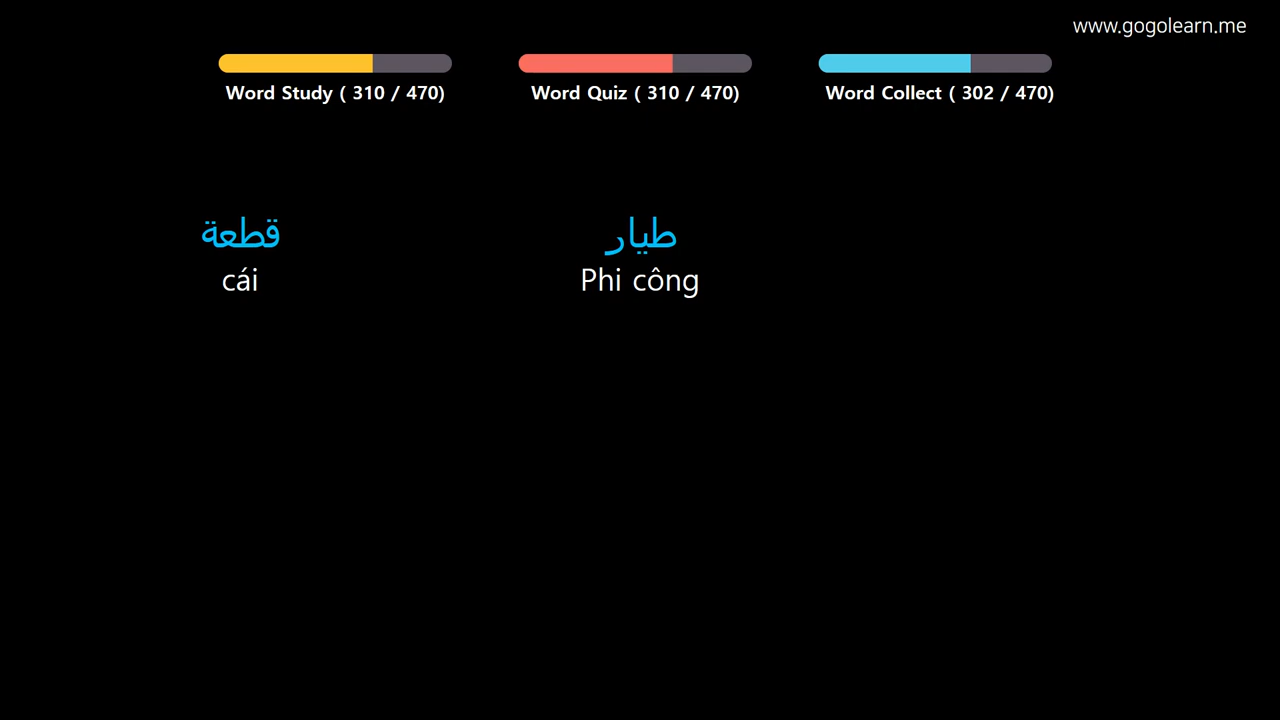 www.gogolearn.me
Word Study ( 310 / 470)
Word Quiz ( 310 / 470)
Word Collect ( 302 / 470)
قطعة
cái
طيار
Phi công